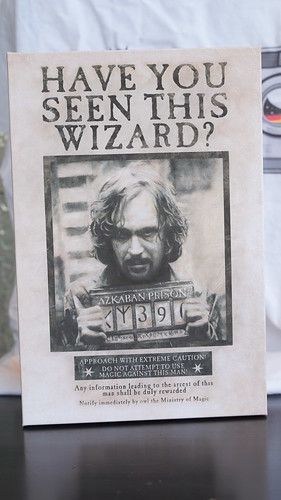 HAVE YOU
SEEN THIS
WIZARD?
AZKABAN PRISON
APPROACH WITH EXTREME CAUTION!
DO NOT ATTEMPT TO USE
MAGIC AGAINST THIS MAN!
Any information leading to the arrest of this
man shall be duly rewarded
Notify immediately by owl the Ministry of Magic